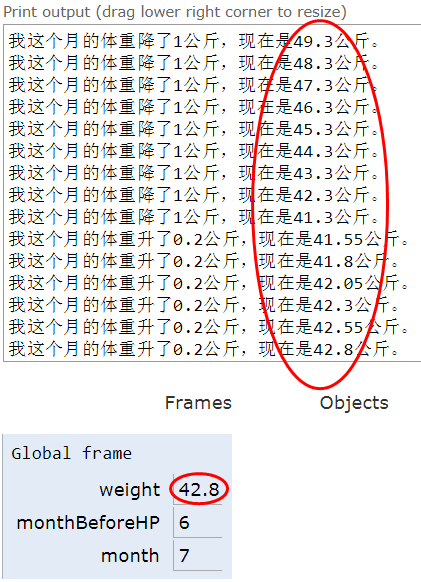 Print output (drag lower right corner to resize)
我这个月的体重降了1公斤，现在是49.3公斤。
我这个月的体重降了1公斤，现在是48.3公斤。
我这个月的体重降了1公斤，现在是47.3公斤。
我这个月的体重降了1公斤，现在是46.3公斤。
我这个月的体重降了1公斤，现在是45.3公斤。
我这个月的体重降了1公斤，现在是44.3公斤。
我这个月的体重降了1公斤，现在是43.3公斤。
我这个月的体重降了1公斤，现在是42.3公斤。
我这个月的体重降了1公斤，现在是41.3公斤。
我这个月的体重升了0.2公斤，现在是41.55公斤。
我这个月的体重升了0.2公斤，现在是41.8公斤。
我这个月的体重升了0.2公斤，现在是42.05公斤。
我这个月的体重升了0.2公斤，现在是42.3公斤。
我这个月的体重升了0.2公斤，现在是42.55公斤。
我这个月的体重升了0.2公斤，现在是42.8公斤。
Frames Objects
Global frame
weight 42.8
monthBeforeHP 6
month 7